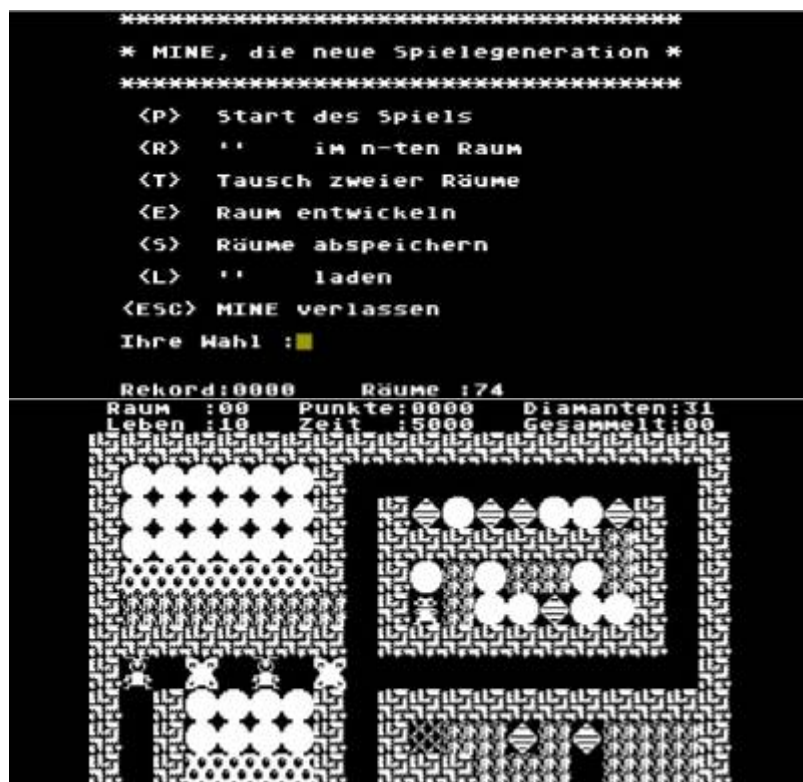 ***********************************
* MINE, die neue Spielegeneration *
***********************************
<P> Start des Spiels
<R> '' im n-ten Raum
<T> Tausch zweier Räume
<E> Raum entwickeln
<S> Räume abspeichern
<L> '' laden
<ESC> MINE verlassen
Ihre Wahl :
Rekord:0000 Räume :74
Raum :00 Punkte:0000 Diamanten:31
Leben :10 Zeit :5000 Gesammelt:00